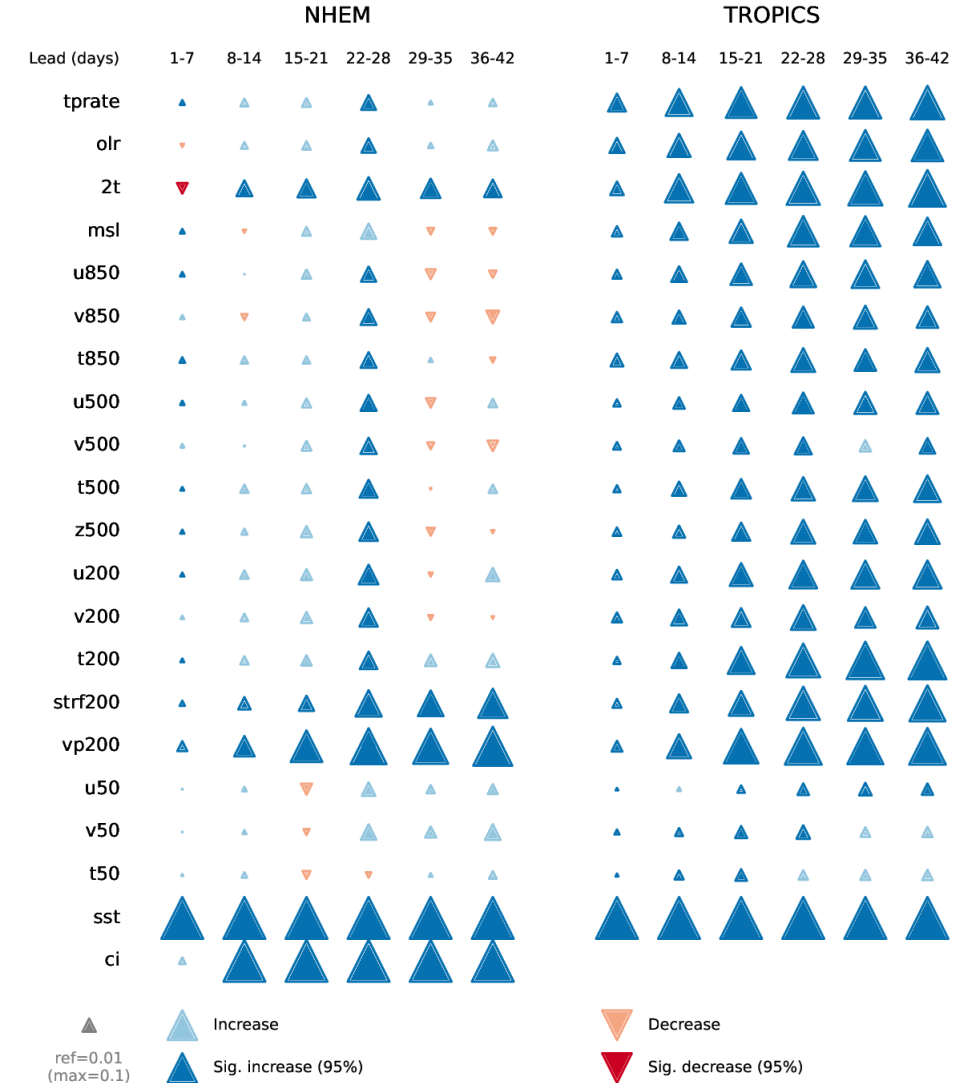 NHEM TROPICS
Lead (days) 1-7 8-14 15-21 22-28 29-35 36-42 1-7 8-14 15-21 22-28 29-35 36-42
tprate
olr
2t
msl
u850
v850
t850
u500
v500
t500
z500
u200
v200
t200
strf200
vp200
u50
v50
t50
sst
ci
Increase Decrease
ref=0.01
(max=0.1) Sig. increase (95%) Sig. decrease (95%)